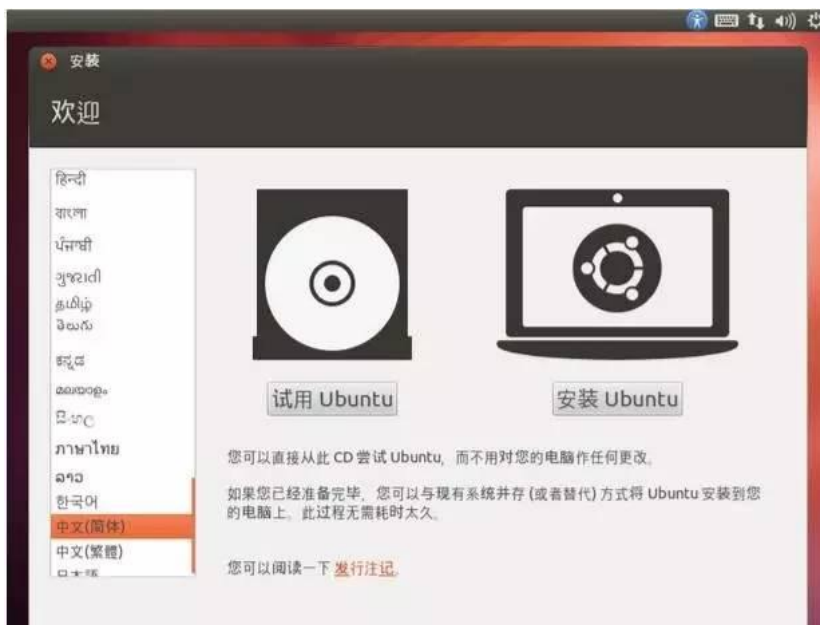 安装
欢迎
हिन्दी
বাংলা
ਪੰਜਾਬੀ
ગુજરાતી
தமிழ்
తెలుగు
ಕನ್ನಡ
മലയാളം
සිංහල
ภาษาไทย
ລາວ
한국어
中文(简体)
中文(繁體)
日本語
试用 Ubuntu
安装 Ubuntu
您可以直接从此 CD 尝试 Ubuntu，而不用对您的电脑作任何更改。
如果您已经准备完毕，您可以与现有系统并存 (或者替代) 方式将 Ubuntu 安装到您
的电脑上。此过程无需耗时太久。
您可以阅读一下 发行注记。